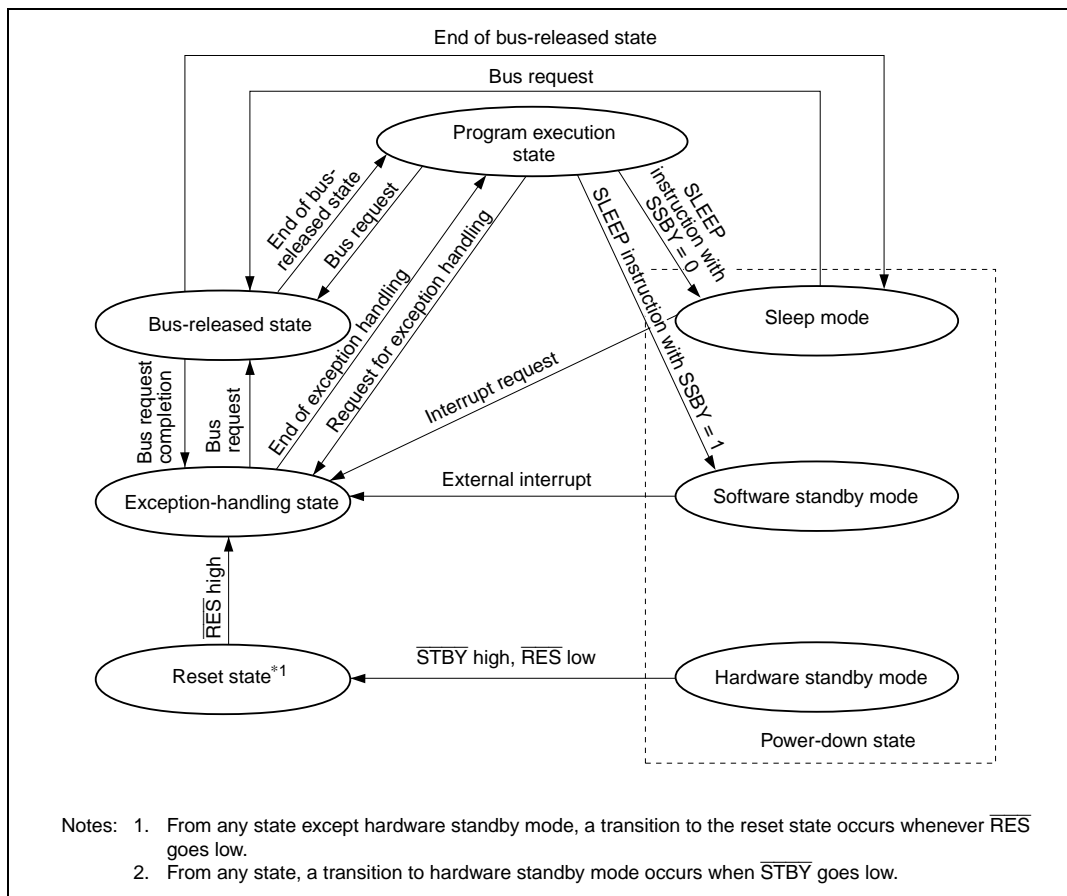 End of bus-released state
Bus request
Program execution
state
End of bus-
released state
Bus request
SLEEP
instruction with
SSBY = 0
SLEEP instruction with SSBY = 1
End of exception handling
Request for exception handling
Bus-released state
Sleep mode
Bus request
completion
Bus
request
Interrupt request
External interrupt
Exception-handling state
Software standby mode
R̅E̅S̅ high
S̅T̅B̅Y̅ high, R̅E̅S̅ low
Reset state*1
Hardware standby mode
Power-down state
Notes: 1. From any state except hardware standby mode, a transition to the reset state occurs whenever R̅E̅S̅
goes low.
2. From any state, a transition to hardware standby mode occurs when S̅T̅B̅Y̅ goes low.